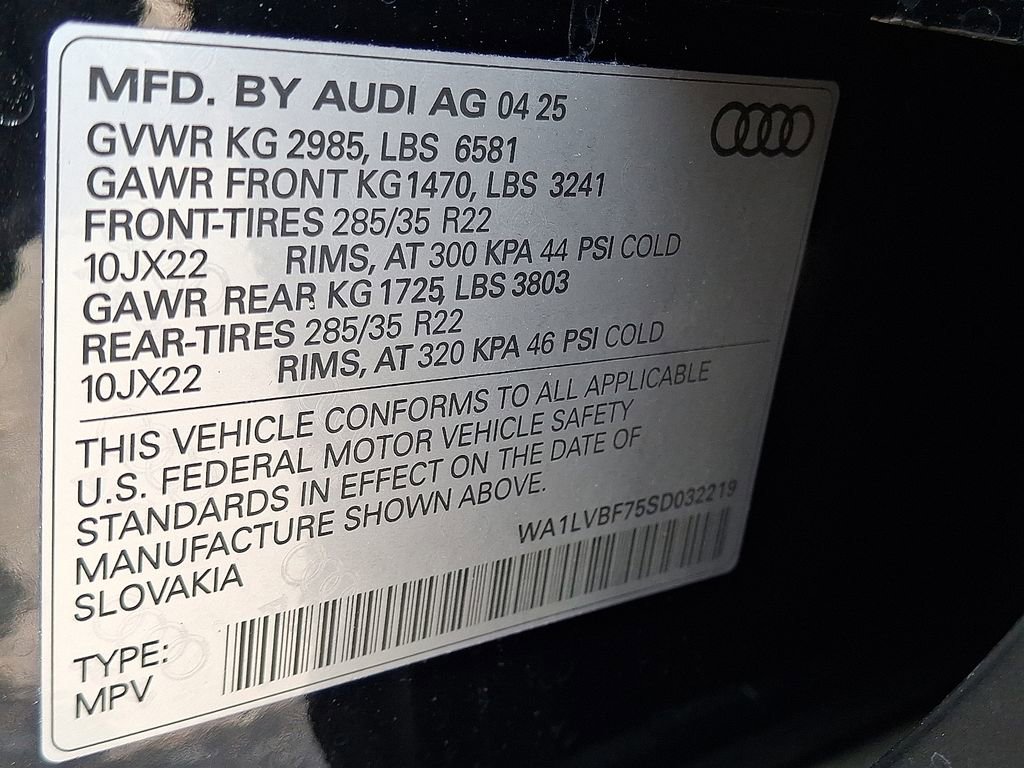 MFD. BY AUDI AG 04 25
GVWR KG 2985, LBS 6581
GAWR FRONT KG1470, LBS 3241
FRONT-TIRES 285/35 R22
10JX22 RIMS, AT 300 KPA 44 PSI COLD
GAWR REAR KG 1725, LBS 3803
REAR-TIRES 285/35 R22
10JX22 RIMS, AT 320 KPA 46 PSI COLD
THIS VEHICLE CONFORMS TO ALL APPLICABLE
U.S. FEDERAL MOTOR VEHICLE SAFETY
STANDARDS IN EFFECT ON THE DATE OF
MANUFACTURE SHOWN ABOVE.
SLOVAKIA
WA1LVBF75SD032219
TYPE:
MPV